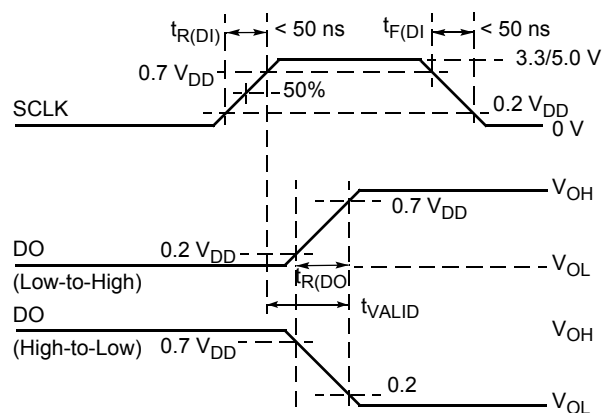 tR(DI) < 50 ns tF(DI < 50 ns
3.3/5.0 V
0.7 VDD
50%
SCLK
0.2 VDD
0 V
VOH
0.7 VDD
DO
0.2 VDD
(Low-to-High)
tR(DO
VOL
tVALID
DO
VOH
(High-to-Low)
0.7 VDD
0.2
VOL